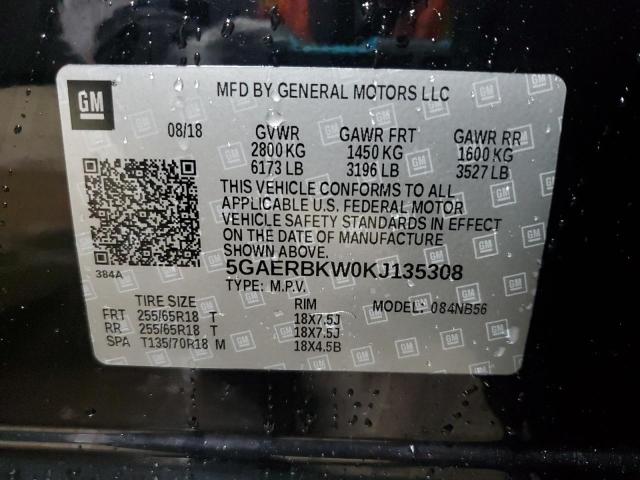 GM
MFD BY GENERAL MOTORS LLC
08/18 GVWR GAWR FRT GAWR RR
2800 KG 1450 KG 1600 KG
6173 LB 3196 LB 3527 LB
THIS VEHICLE CONFORMS TO ALL
APPLICABLE U.S. FEDERAL MOTOR
VEHICLE SAFETY STANDARDS IN EFFECT
ON THE DATE OF MANUFACTURE SHOWN ABOVE
384A
5GAERBKW0KJ135308
TYPE: M.P.V.
MODEL: 084NB56
TIRE SIZE RIM
FRT 255/65R18 T 18X7.5J
RR 255/65R18 T 18X7.5J
SPA T135/70R18 M 18X4.5B